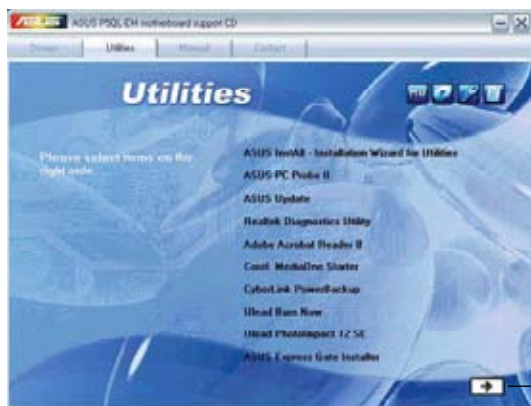 ASUS P5QL-EM motherboard support CD
Drivers Utilities Manual Contact
Utilities
Please select items on the
right side.
ASUS InstAll - Installation Wizard for Utilities
ASUS PC Probe II
ASUS Update
Realtek Diagnostics Utility
Adobe Acrobat Reader 8
Corel MediaOne Starter
CyberLink PowerBackup
Ulead Burn Now
Ulead PhotoImpact 12 SE
ASUS Express Gate Installer